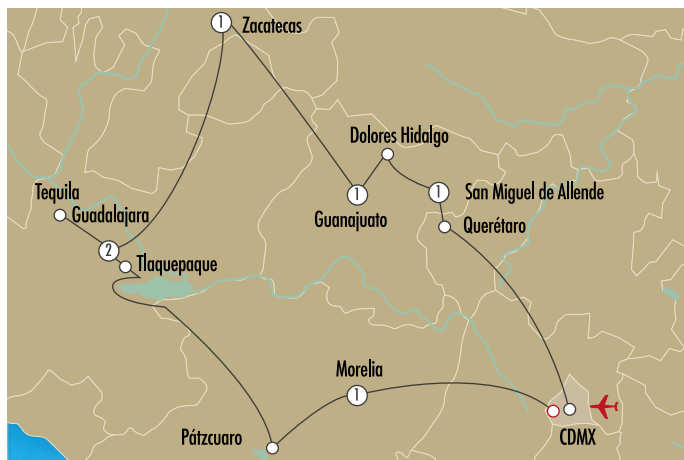 1
Zacatecas
Dolores Hidalgo
1
San Miguel de Allende
Tequila
1
Guadalajara
Guanajuato
Querétaro
2
Tlaquepaque
Morelia
1
Pátzcuaro
CDMX